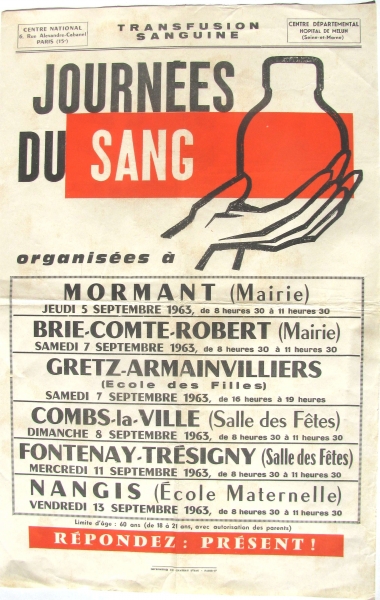 CENTRE NATIONAL
6, Rue Alexandre-Cabanel
PARIS (15e)
TRANSFUSION
SANGUINE
CENTRE DÉPARTEMENTAL
HOPITAL DE MELUN
(Seine-et-Marne)
JOURNÉES
DU SANG
organisées à
MORMANT (Mairie)
JEUDI 5 SEPTEMBRE 1963, de 8 heures 30 à 11 heures 30
BRIE-COMTE-ROBERT (Mairie)
SAMEDI 7 SEPTEMBRE 1963, de 8 heures 30 à 11 heures 30
GRETZ-ARMAINVILLIERS
(Ecole des Filles)
SAMEDI 7 SEPTEMBRE 1963, de 16 heures à 19 heures
COMBS-la-VILLE (Salle des Fêtes)
DIMANCHE 8 SEPTEMBRE 1963, de 8 heures 30 à 11 heures 30
FONTENAY-TRÉSIGNY (Salle des Fêtes)
MERCREDI 11 SEPTEMBRE 1963, de 8 heures 30 à 11 heures 30
NANGIS (École Maternelle)
VENDREDI 13 SEPTEMBRE 1963, de 8 heures 30 à 11 heures 30
Limite d'âge : 60 ans (de 18 à 21 ans, avec autorisation des parents)
RÉPONDEZ : PRÉSENT !